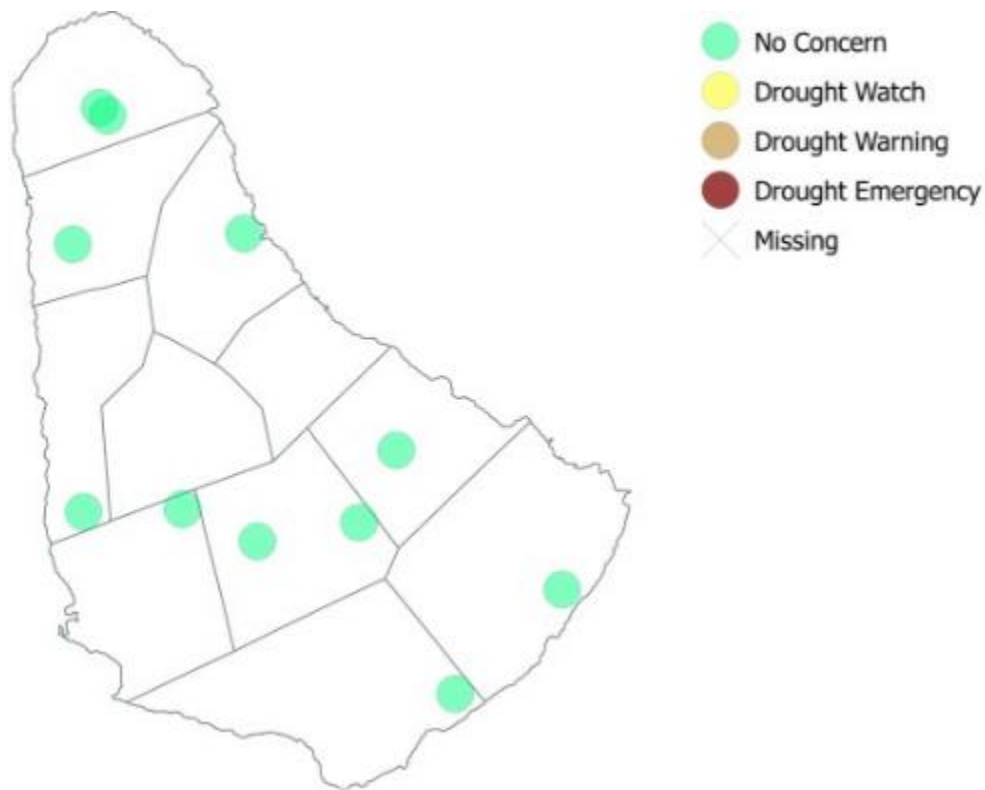 No Concern
Drought Watch
Drought Warning
Drought Emergency
Missing